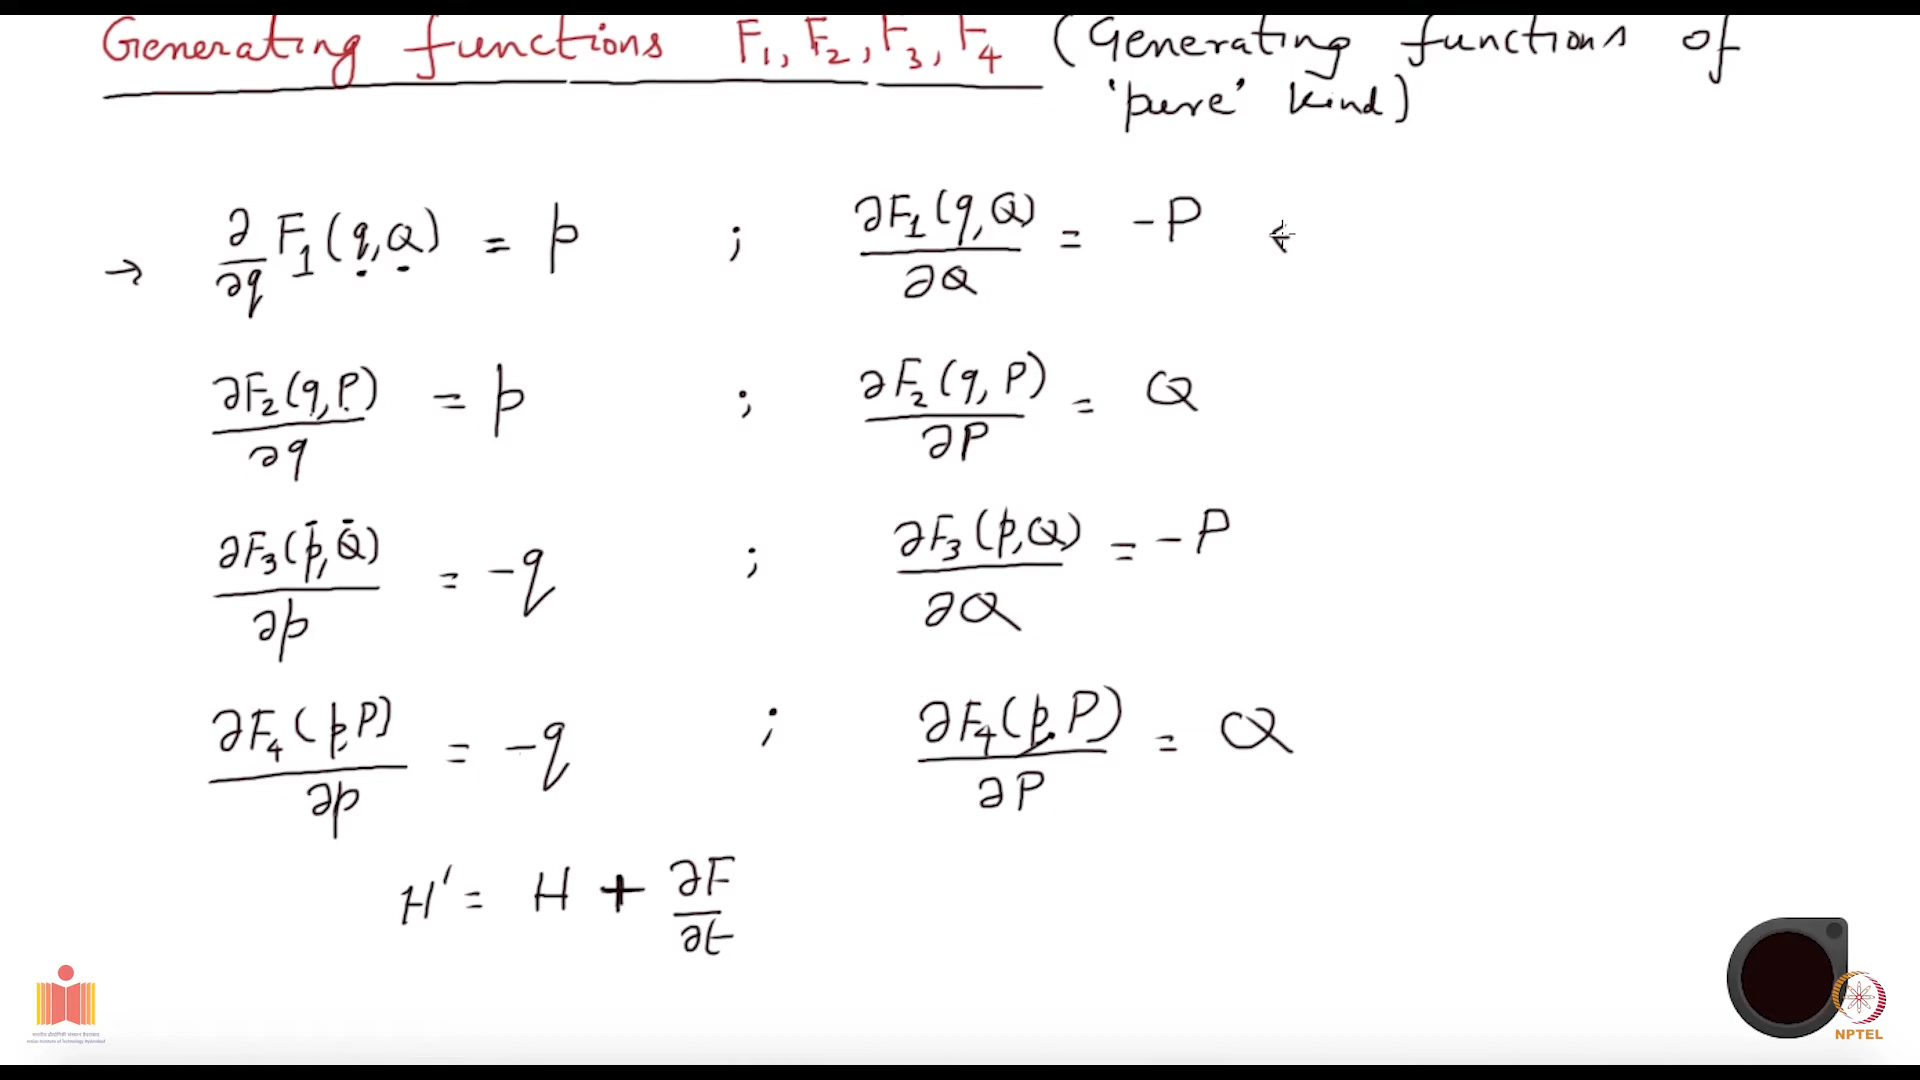 Generating functions F₁, F₂, F₃, F₄ (Generating functions of
'pure' kind)
→ ∂/∂q F₁(q,Q) = p ; ∂F₁(q,Q)/∂Q = -P ←
∂F₂(q,P)/∂q = p ; ∂F₂(q,P)/∂P = Q
∂F₃(p̄,Q̄)/∂p = -q ; ∂F₃(p,Q)/∂Q = -P
∂F₄(p,P)/∂p = -q ; ∂F₄(p,P)/∂P = Q
H' = H + ∂F/∂t
NPTEL